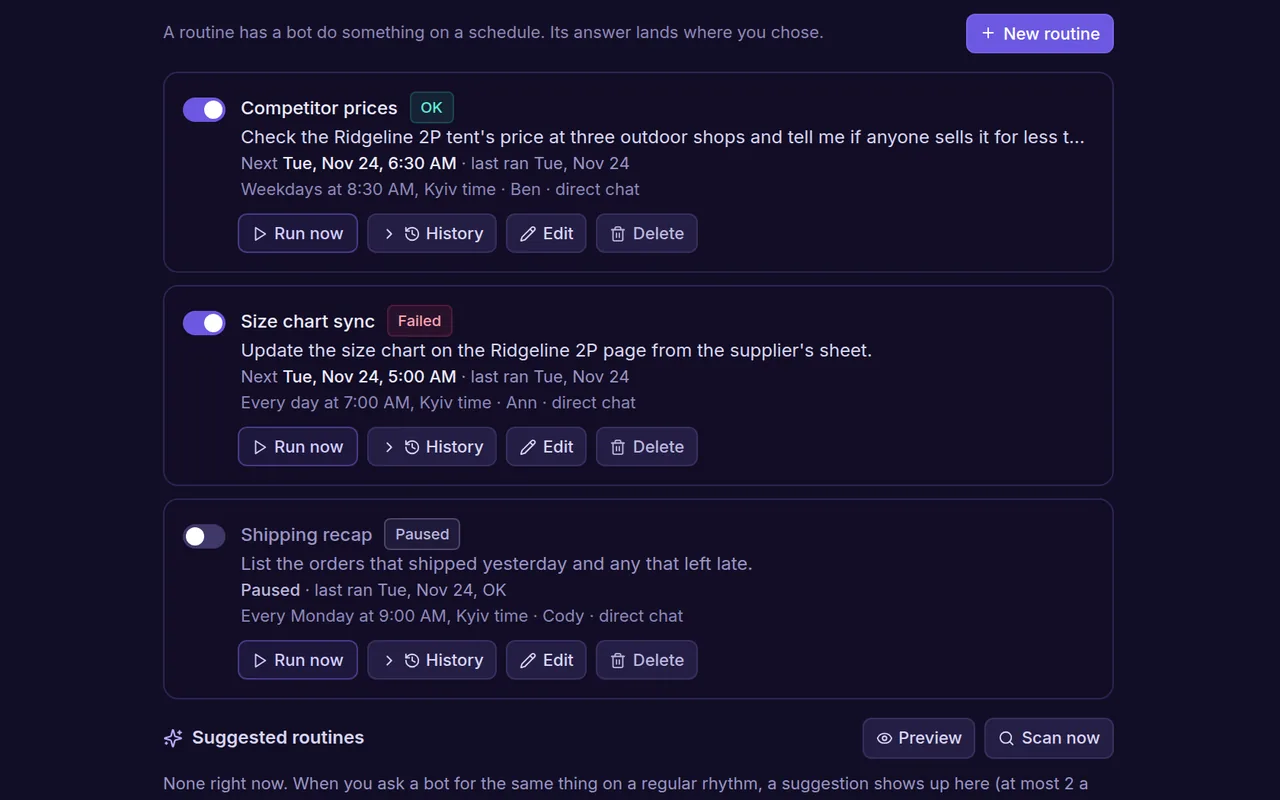 A routine has a bot do something on a schedule. Its answer lands where you chose.
New routine
Competitor prices OK
Check the Ridgeline 2P tent's price at three outdoor shops and tell me if anyone sells it for less t...
Next Tue, Nov 24, 6:30 AM · last ran Tue, Nov 24
Weekdays at 8:30 AM, Kyiv time · Ben · direct chat
Run now History Edit Delete
Size chart sync Failed
Update the size chart on the Ridgeline 2P page from the supplier's sheet.
Next Tue, Nov 24, 5:00 AM · last ran Tue, Nov 24
Every day at 7:00 AM, Kyiv time · Ann · direct chat
Run now History Edit Delete
Shipping recap Paused
List the orders that shipped yesterday and any that left late.
Paused · last ran Tue, Nov 24, OK
Every Monday at 9:00 AM, Kyiv time · Cody · direct chat
Run now History Edit Delete
Suggested routines Preview Scan now
None right now. When you ask a bot for the same thing on a regular rhythm, a suggestion shows up here (at most 2 a